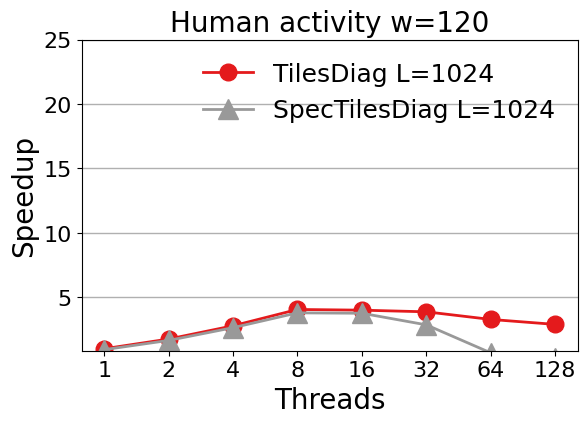 Human activity w=120
25
20
15
10
5
Speedup
TilesDiag L=1024
SpecTilesDiag L=1024
1 2 4 8 16 32 64 128
Threads